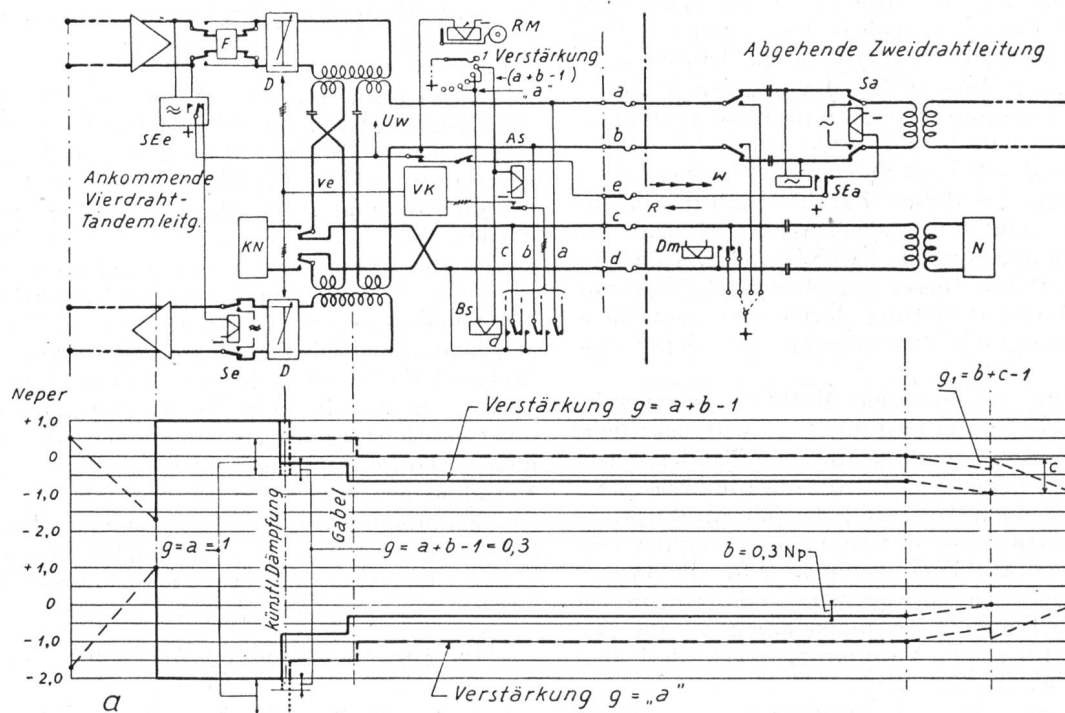 RM
1 Verstärkung
(a+b-1)
"a"
Abgehende Zweidrahtleitung
F
D
Sa
a
SEe
Uw
As
b
W
SEa
Ankommende
Vierdraht-
Tandemleitg.
ve
VK
e
R
KN
c
Dm
N
c b a
d
Bs
d
Se
D
Neper
g₁=b+c-1
+1,0
Verstärkung g = a+b-1
0
c
-1,0
-2,0
g=a=1
künstl. Dämpfung
Gabel
g = a+b-1=0,3
b=0,3 Np
+1,0
0
-1,0
-2,0
a
Verstärkung g = „a"